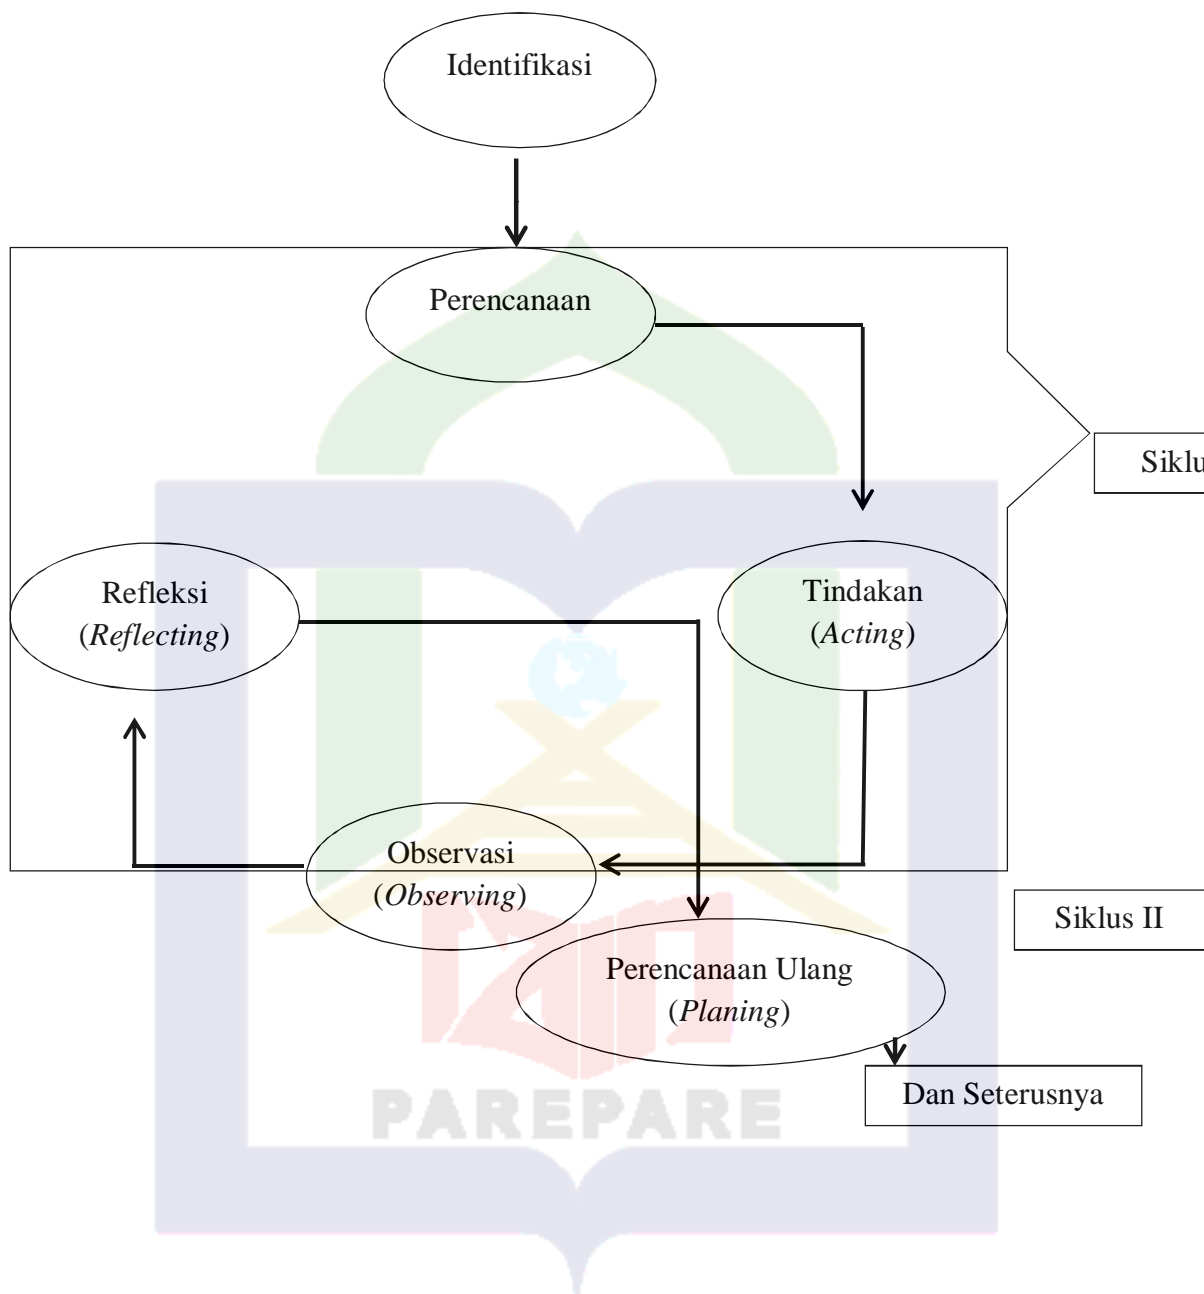 Identifikasi
Perencanaan
Siklu
Refleksi
(Reflecting)
Tindakan
(Acting)
Observasi
(Observing)
Siklus II
Perencanaan Ulang
(Planing)
Dan Seterusnya
PAREPARE